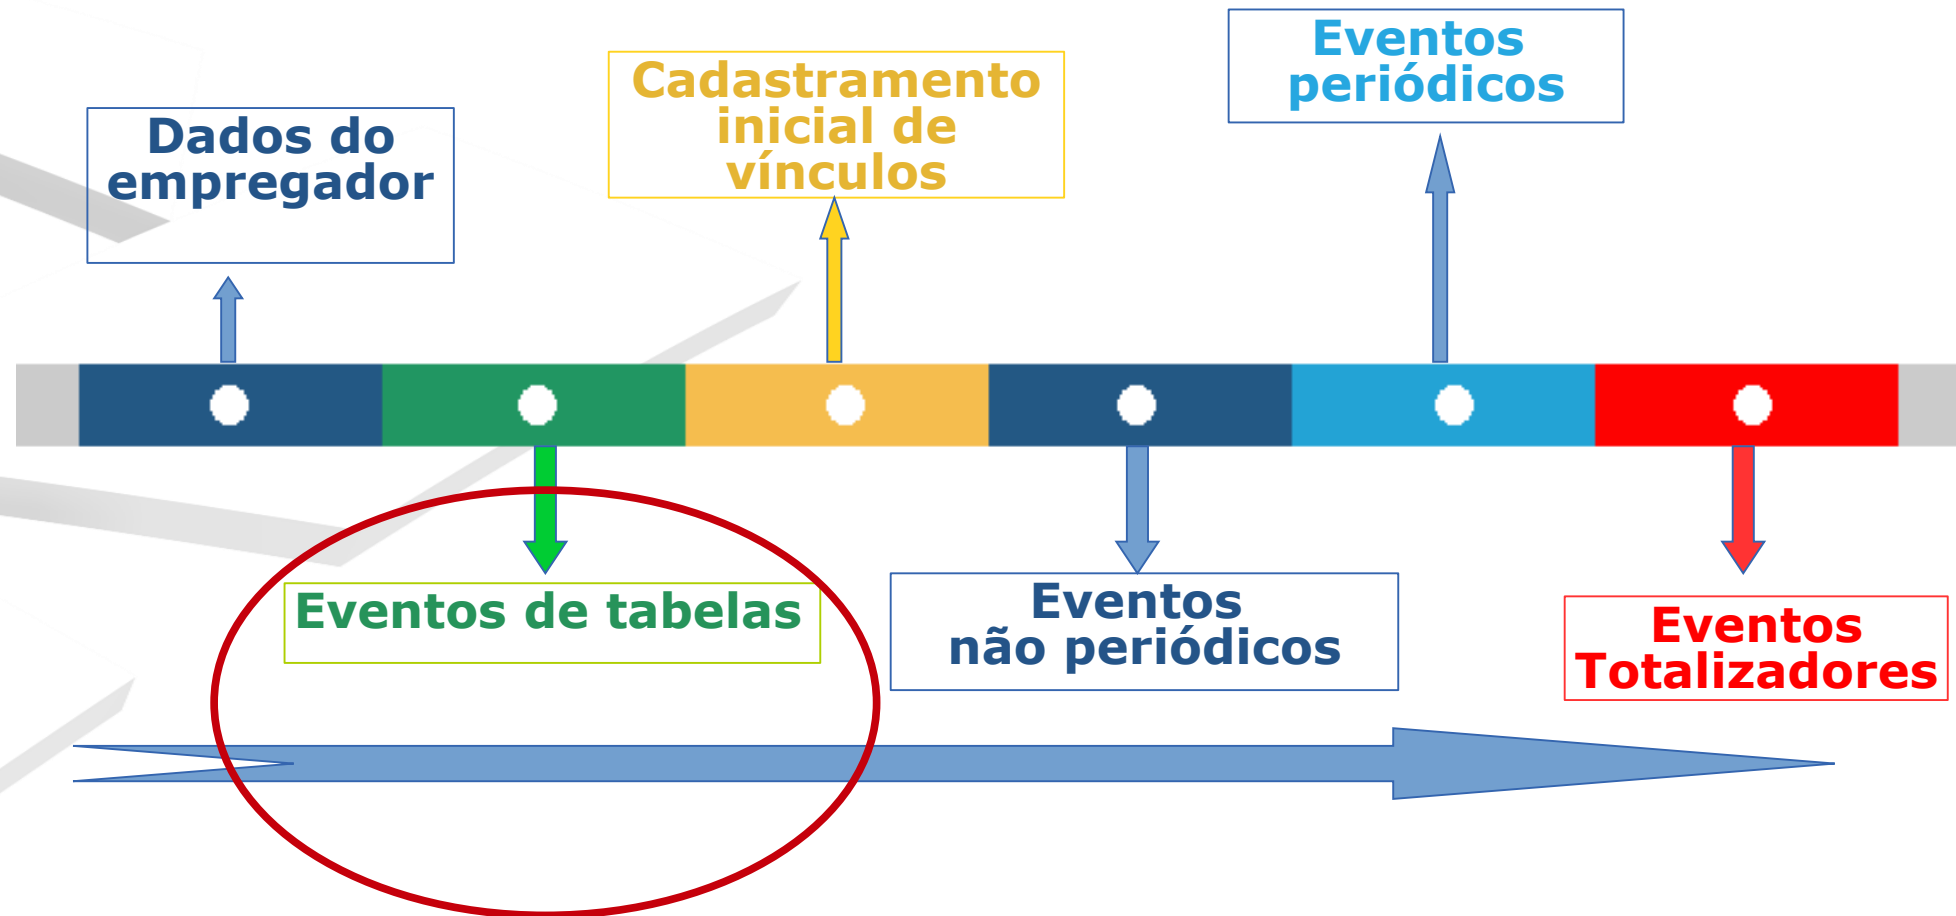 Dados do
empregador
Cadastramento
inicial de
vínculos
Eventos
periódicos
Eventos de tabelas
Eventos
não periódicos
Eventos
Totalizadores